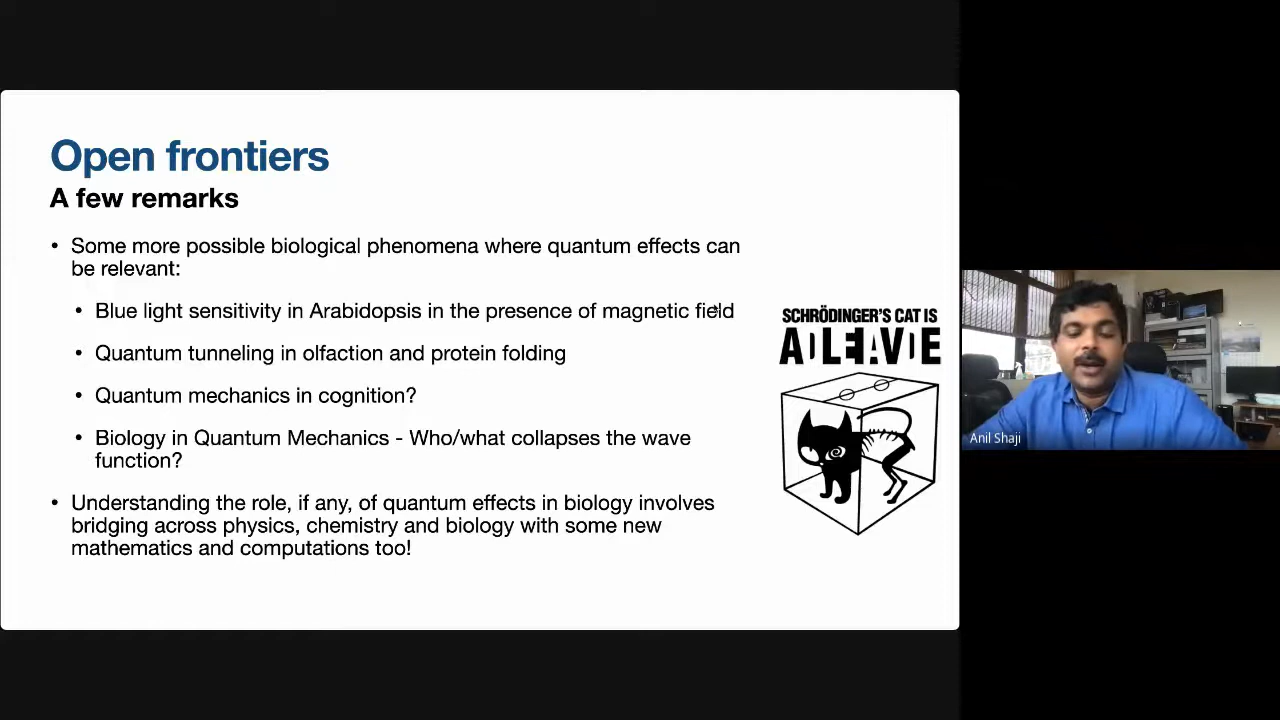 Open frontiers
A few remarks
• Some more possible biological phenomena where quantum effects can
be relevant:
• Blue light sensitivity in Arabidopsis in the presence of magnetic field
• Quantum tunneling in olfaction and protein folding
• Quantum mechanics in cognition?
• Biology in Quantum Mechanics - Who/what collapses the wave
function?
• Understanding the role, if any, of quantum effects in biology involves
bridging across physics, chemistry and biology with some new
mathematics and computations too!
SCHRÖDINGER'S CAT IS
Anil Shaji